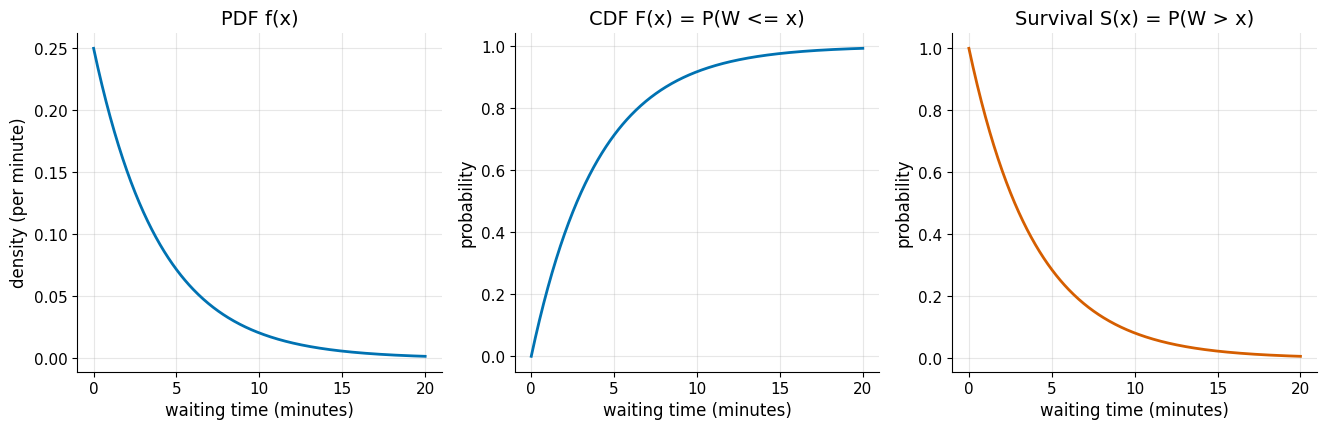 PDF f(x)
density (per minute)
0.25
0.20
0.15
0.10
0.05
0.00
0 5 10 15 20
waiting time (minutes)
CDF F(x) = P(W <= x)
probability
1.0
0.8
0.6
0.4
0.2
0.0
0 5 10 15 20
waiting time (minutes)
Survival S(x) = P(W > x)
probability
1.0
0.8
0.6
0.4
0.2
0.0
0 5 10 15 20
waiting time (minutes)